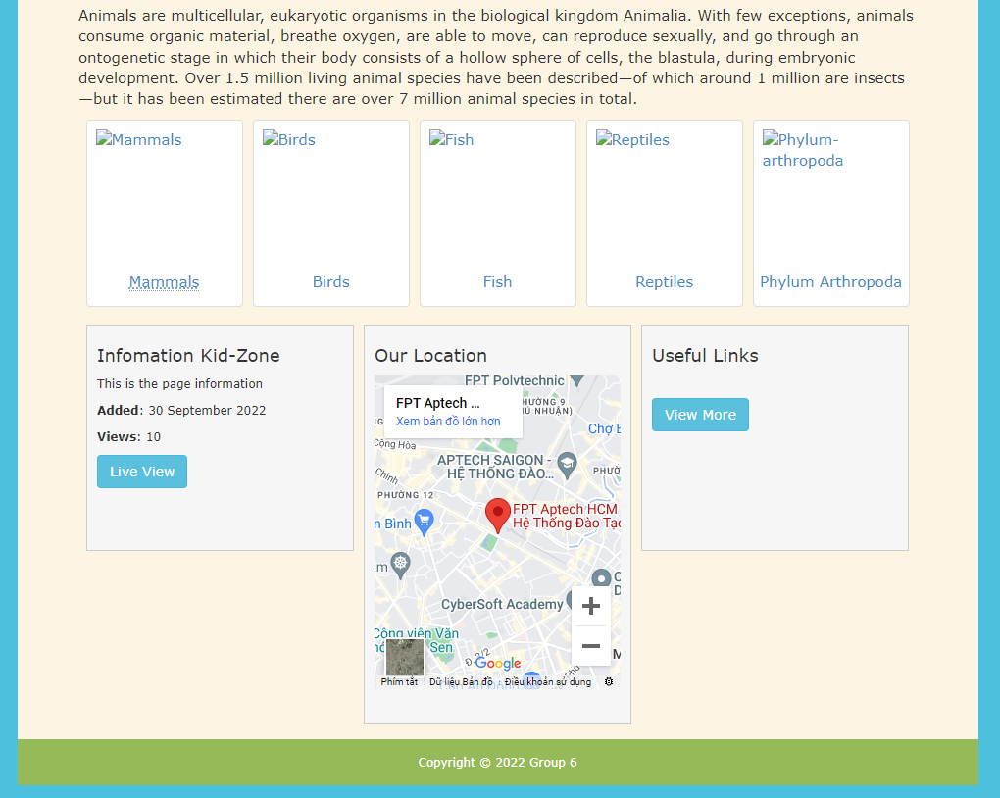 Animals are multicellular, eukaryotic organisms in the biological kingdom Animalia. With few exceptions, animals
consume organic material, breathe oxygen, are able to move, can reproduce sexually, and go through an
ontogenetic stage in which their body consists of a hollow sphere of cells, the blastula, during embryonic
development. Over 1.5 million living animal species have been described—of which around 1 million are insects
—but it has been estimated there are over 7 million animal species in total.
Mammals
Birds
Fish
Reptiles
Phylum-
arthropoda
Mammals
Birds
Fish
Reptiles
Phylum Arthropoda
Infomation Kid-Zone
This is the page information
Added: 30 September 2022
Views: 10
Live View
Our Location
FPT Polytechnic
FPT Aptech ...
Xem bản đồ lớn hơn
PHƯỜNG 9
NHUẬN)
Chợ B
Cộng Hòa
APTECH SAIGON -
HỆ THỐNG ĐÀO...
Chinh
PHƯỜNG 12
n Bình
FPT Aptech HCM
Hệ Thống Đào Tạo
CyberSoft Academy
Công viên Văn
Sen
Đ. 3/2
Google
Phím tắt
Dữ liệu Bản đồ
Điều khoản sử dụng
Useful Links
View More
Copyright © 2022 Group 6